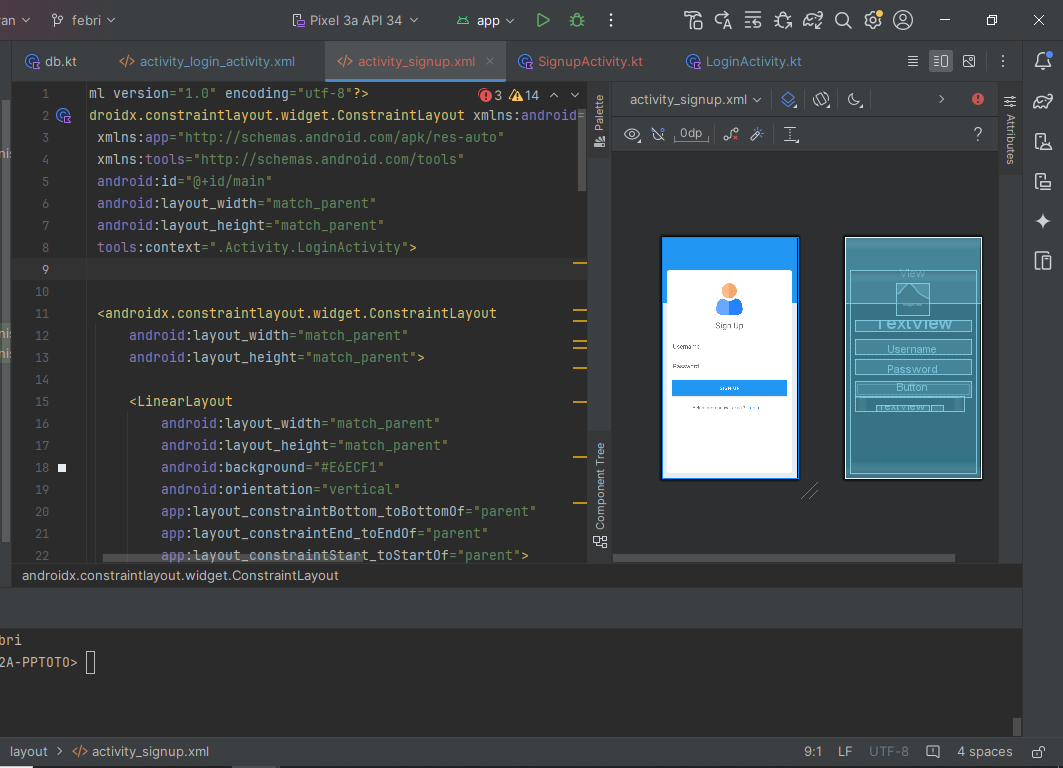 an febri Pixel 3a API 34 app
db.kt activity_login_activity.xml activity_signup.xml SignupActivity.kt LoginActivity.kt
1 ml version="1.0" encoding="utf-8"?> 3 14
2 droidx.constraintlayout.widget.ConstraintLayout xmlns:android=
3 xmlns:app="http://schemas.android.com/apk/res-auto"
4 xmlns:tools="http://schemas.android.com/tools"
5 android:id="@+id/main"
6 android:layout_width="match_parent"
7 android:layout_height="match_parent"
8 tools:context=".Activity.LoginActivity">
9
10
11 <androidx.constraintlayout.widget.ConstraintLayout
12 android:layout_width="match_parent"
13 android:layout_height="match_parent">
14
15 <LinearLayout
16 android:layout_width="match_parent"
17 android:layout_height="match_parent"
18 android:background="#E6ECF1"
19 android:orientation="vertical"
20 app:layout_constraintBottom_toBottomOf="parent"
21 app:layout_constraintEnd_toEndOf="parent"
22 app:layout_constraintStart_toStartOf="parent">
androidx.constraintlayout.widget.ConstraintLayout
Palette
Component Tree
activity_signup.xml
0dp
?
Attributes
Sign Up
Username
Password
SIGN UP
View
TextView
Username
Password
Button
TextView
bri
2A-PPTOTO>
layout > activity_signup.xml 9:1 LF UTF-8 4 spaces